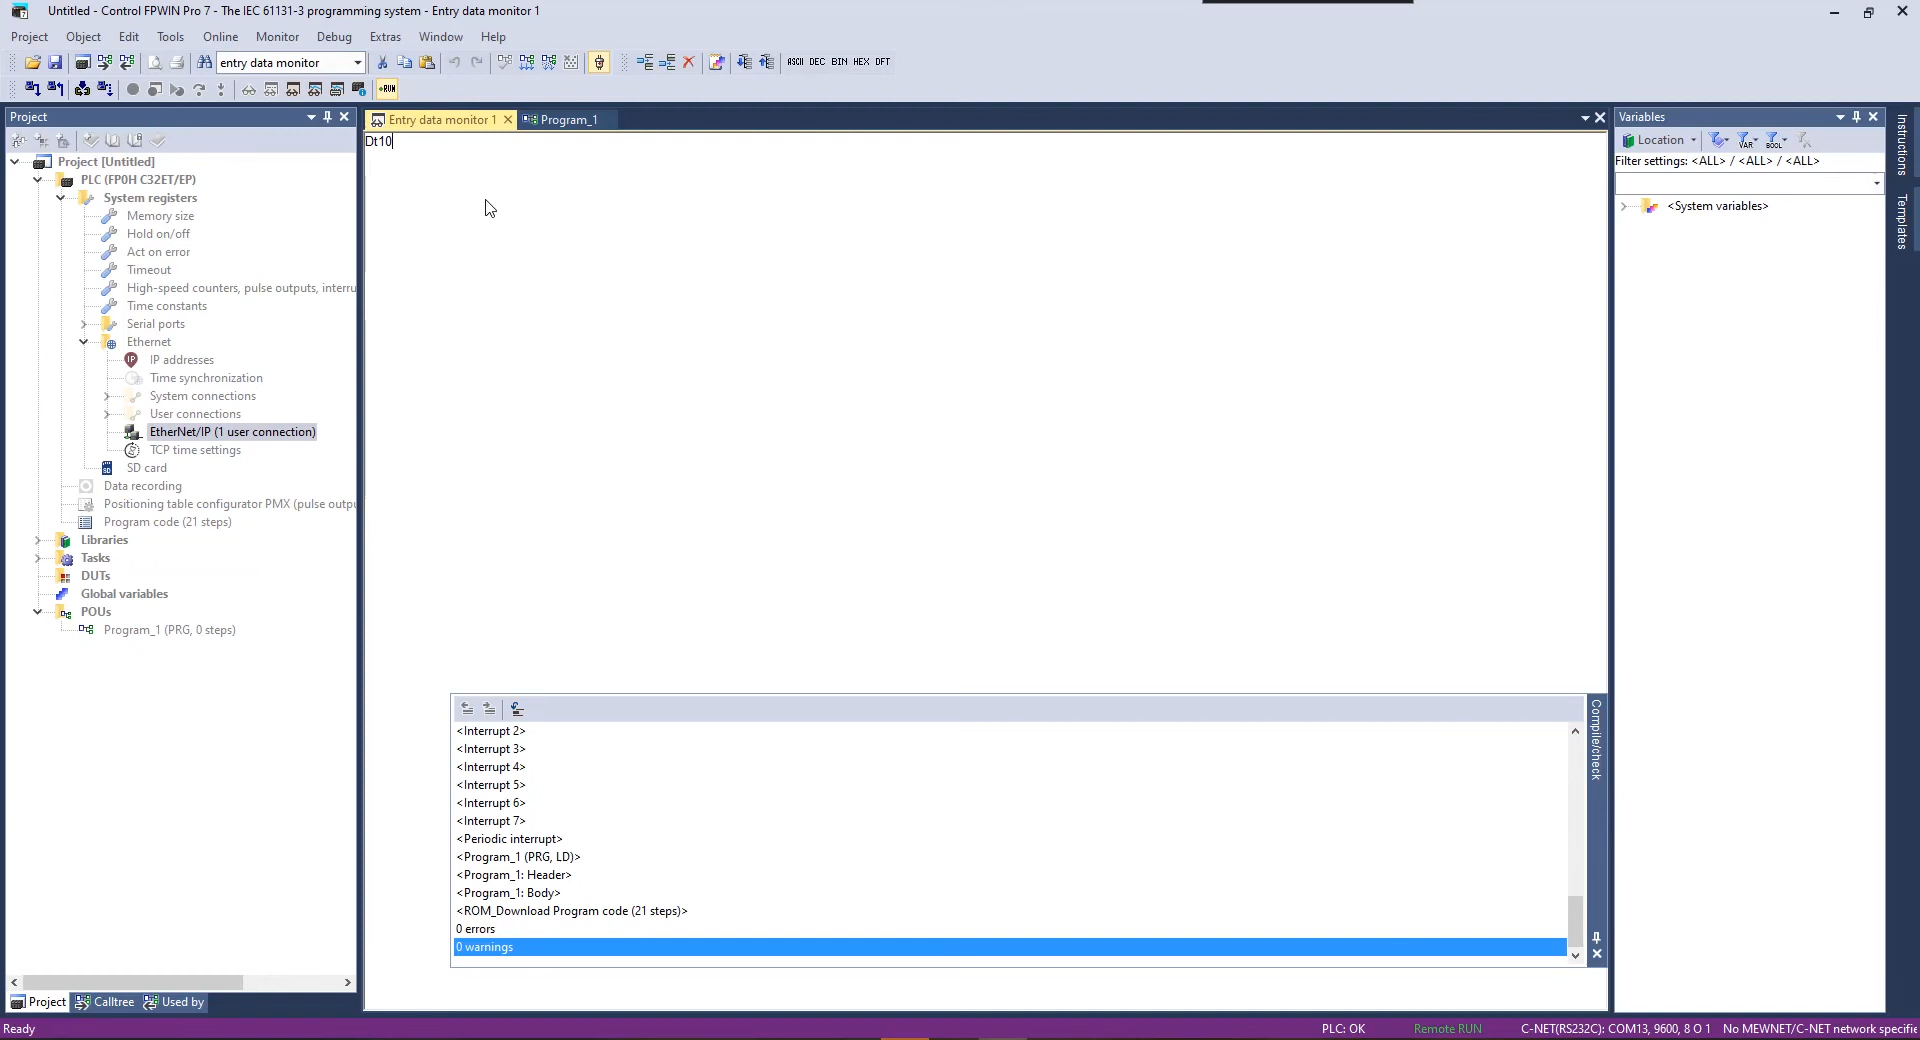 Untitled - Control FPWIN Pro 7 - The IEC 61131-3 programming system - Entry data monitor 1
Project Object Edit Tools Online Monitor Debug Extras Window Help
entry data monitor
ASCII DEC BIN HEX DFT
RUN
Project
Project [Untitled]
PLC (FP0H C32ET/EP)
System registers
Memory size
Hold on/off
Act on error
Timeout
High-speed counters, pulse outputs, interru
Time constants
Serial ports
Ethernet
IP addresses
Time synchronization
System connections
User connections
EtherNet/IP (1 user connection)
TCP time settings
SD card
Data recording
Positioning table configurator PMX (pulse outpu
Program code (21 steps)
Libraries
Tasks
DUTs
Global variables
POUs
Program_1 (PRG, 0 steps)
Project Calltree Used by
Entry data monitor 1 Program_1
Dt10
<Interrupt 2>
<Interrupt 3>
<Interrupt 4>
<Interrupt 5>
<Interrupt 6>
<Interrupt 7>
<Periodic interrupt>
<Program_1 (PRG, LD)>
<Program_1: Header>
<Program_1: Body>
<ROM_Download Program code (21 steps)>
0 errors
0 warnings
Compile/check
Variables
Location
VAR BOOL
Filter settings: <ALL> / <ALL> / <ALL>
<System variables>
Instructions
Templates
Ready
PLC: OK Remote RUN C-NET(RS232C): COM13, 9600, 8 O 1 No MEWNET/C-NET network specifie